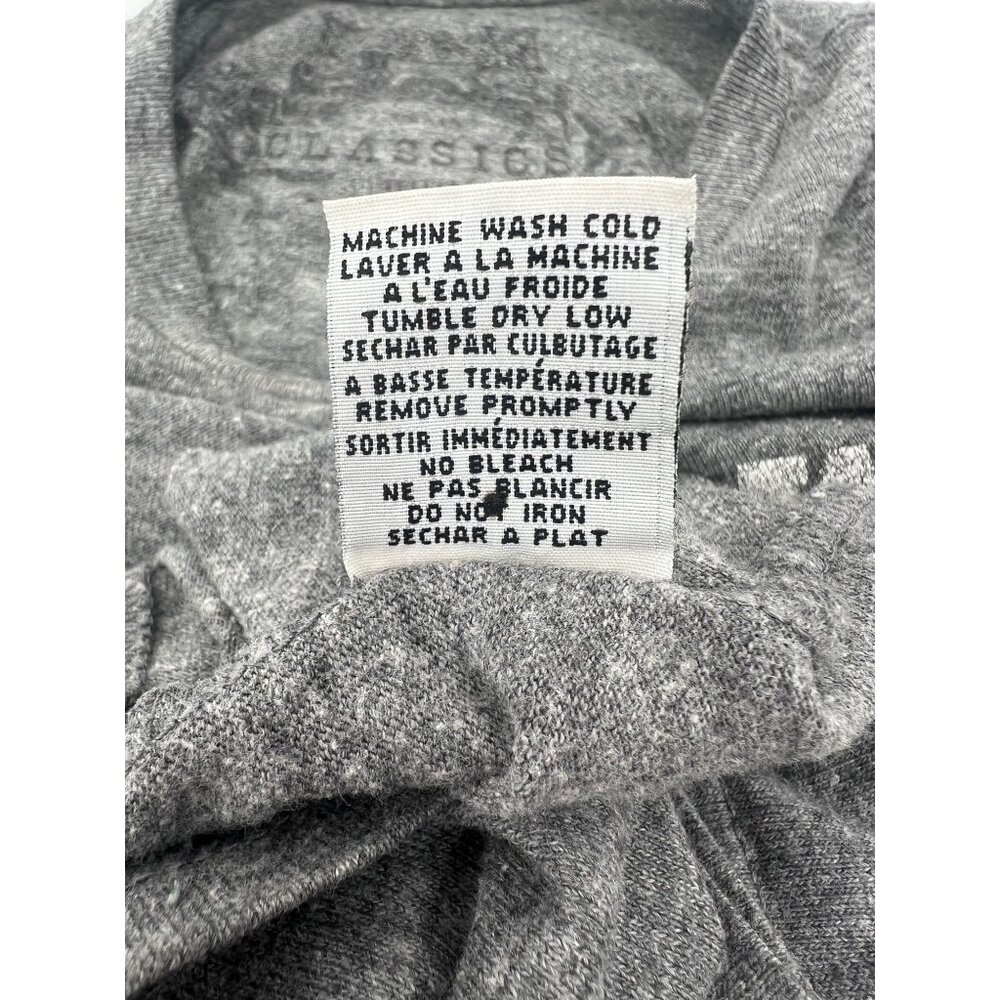 CLASSICS
MACHINE WASH COLD
LAVER A LA MACHINE
A L'EAU FROIDE
TUMBLE DRY LOW
SECHAR PAR CULBUTAGE
A BASSE TEMPÉRATURE
REMOVE PROMPTLY
SORTIR IMMÉDIATEMENT
NO BLEACH
NE PAS BLANCIR
DO NOT IRON
SECHAR A PLAT